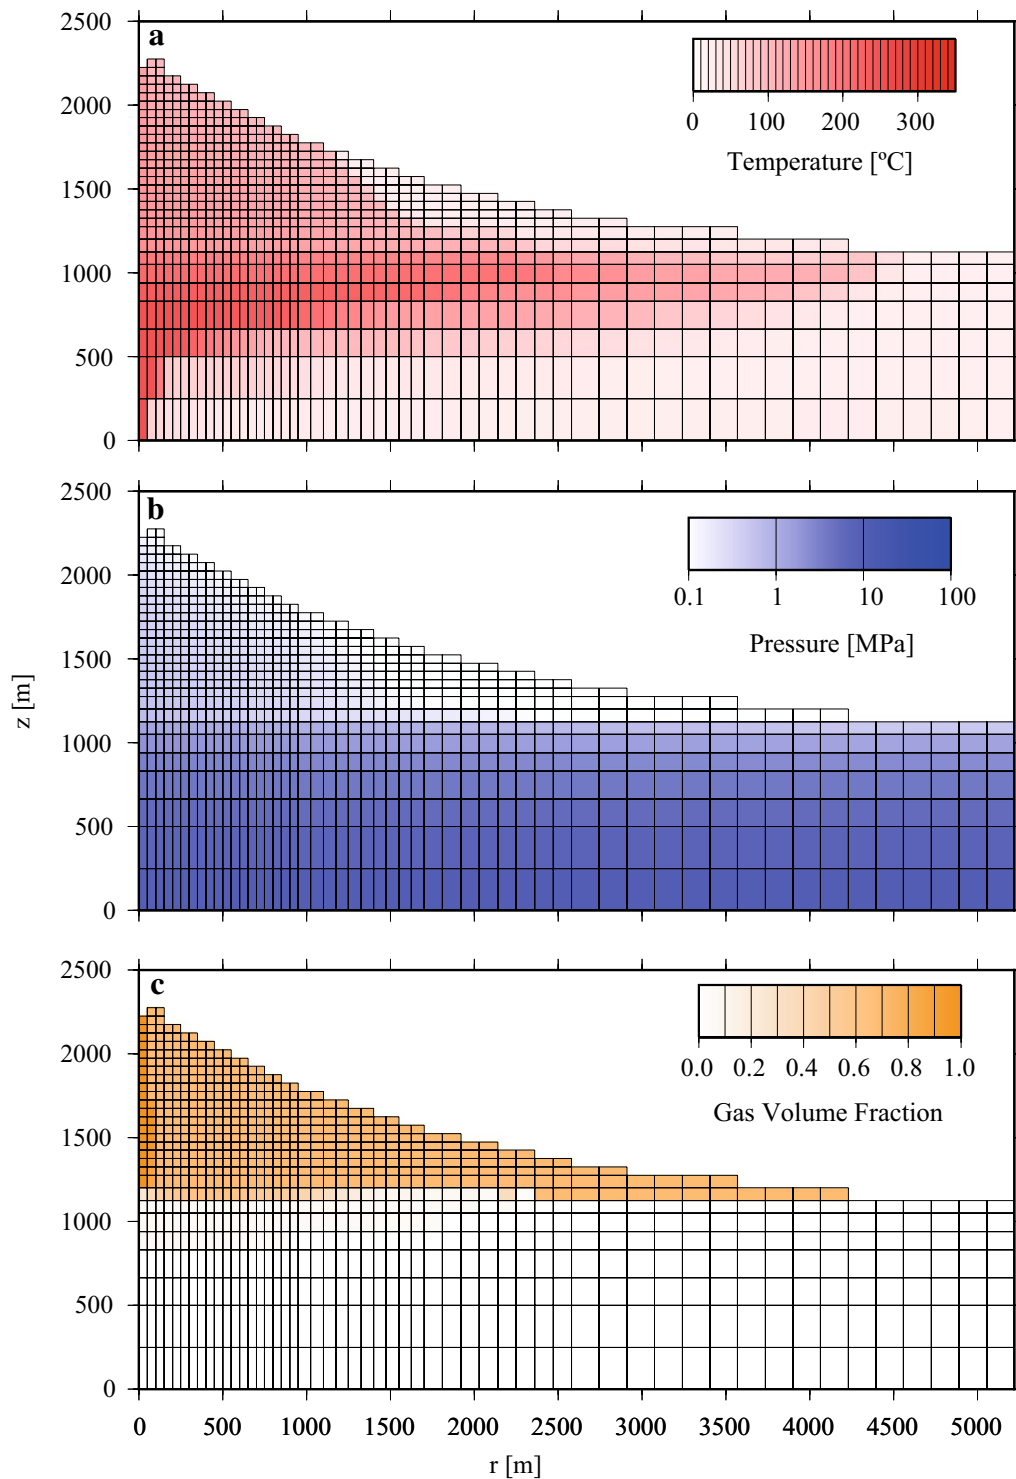 2500
a
2000
1500
1000
500
0
0 100 200 300
Temperature [ºC]
2500
b
2000
1500
1000
500
0
0.1 1 10 100
Pressure [MPa]
z [m]
2500
c
2000
1500
1000
500
0
0.0 0.2 0.4 0.6 0.8 1.0
Gas Volume Fraction
0 500 1000 1500 2000 2500 3000 3500 4000 4500 5000
r [m]